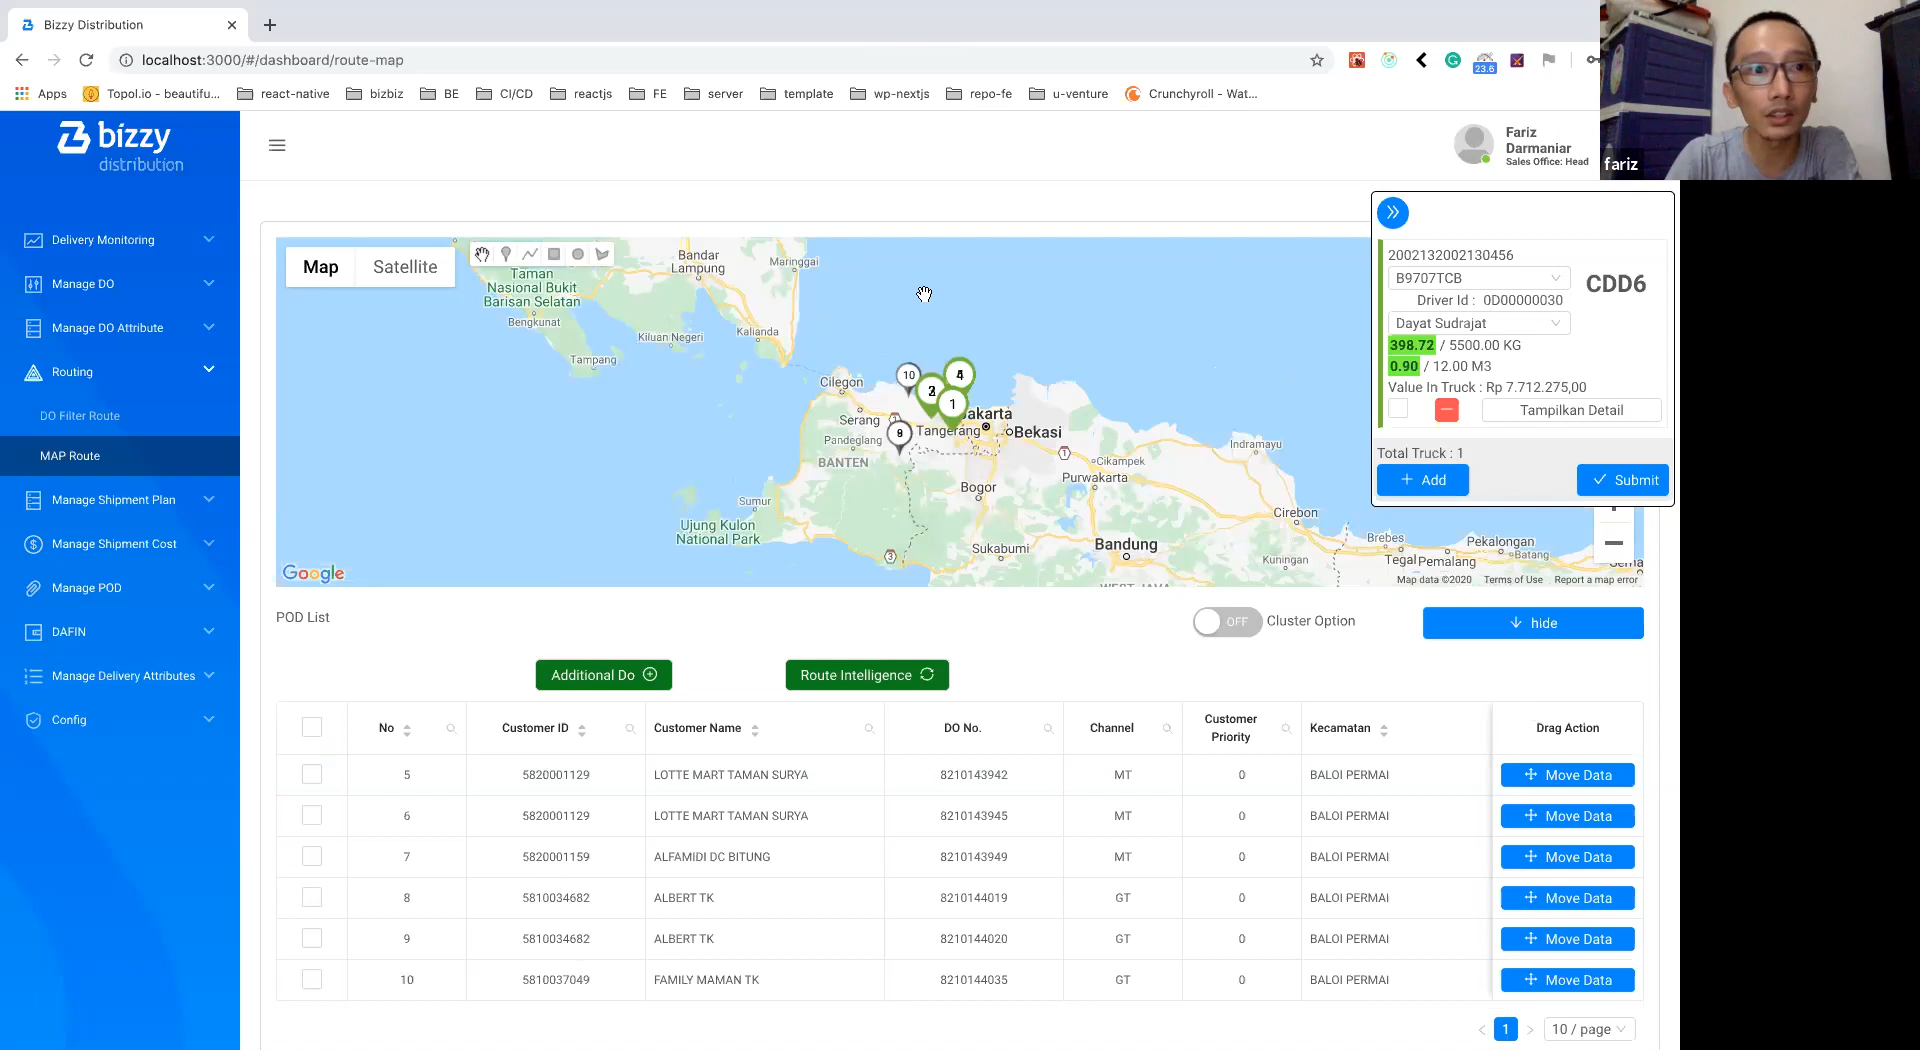 Bizzy Distribution
localhost:3000/#/dashboard/route-map
23.6
Apps
Topol.io - beautifu...
react-native
bizbiz
BE
CI/CD
reactjs
FE
server
template
wp-nextjs
repo-fe
u-venture
Crunchyroll - Wat...
bizzy
distribution
Fariz
Darmaniar
Sales Office: Head
fariz
Delivery Monitoring
Manage DO
Manage DO Attribute
Routing
DO Filter Route
MAP Route
Manage Shipment Plan
Manage Shipment Cost
Manage POD
DAFIN
Manage Delivery Attributes
Config
Map
Satellite
Taman
Nasional Bukit
Barisan Selatan
Bengkunat
Bandar
Lampung
Maringgai
Kiluan Negeri
Kalianda
Tampang
Cilegon
Serang
Pandeglang
BANTEN
10
2
4
1
Tangerang
Jakarta
Bekasi
Cikampek
Purwakarta
Bogor
Indramayu
Cirebon
Sumur
Ujung Kulon
National Park
3
Sukabumi
Bandung
WEST JAVA
Kuningan
Brebes
Tegal
Pemalang
Pekalongan
Batang
Google
Map data ©2020
Terms of Use
Report a map error
2002132002130456
B9707TCB
CDD6
Driver Id : 0D00000030
Dayat Sudrajat
398.72 / 5500.00 KG
0.90 / 12.00 M3
Value In Truck : Rp 7.712.275,00
Tampilkan Detail
Total Truck : 1
Add
Submit
POD List
OFF
Cluster Option
hide
Additional Do
Route Intelligence
No
Customer ID
Customer Name
DO No.
Channel
Customer
Priority
Kecamatan
Drag Action
5 5820001129 LOTTE MART TAMAN SURYA 8210143942 MT 0 BALOI PERMAI Move Data
6 5820001129 LOTTE MART TAMAN SURYA 8210143945 MT 0 BALOI PERMAI Move Data
7 5820001159 ALFAMIDI DC BITUNG 8210143949 MT 0 BALOI PERMAI Move Data
8 5810034682 ALBERT TK 8210144019 GT 0 BALOI PERMAI Move Data
9 5810034682 ALBERT TK 8210144020 GT 0 BALOI PERMAI Move Data
10 5810037049 FAMILY MAMAN TK 8210144035 GT 0 BALOI PERMAI Move Data
1
10 / page